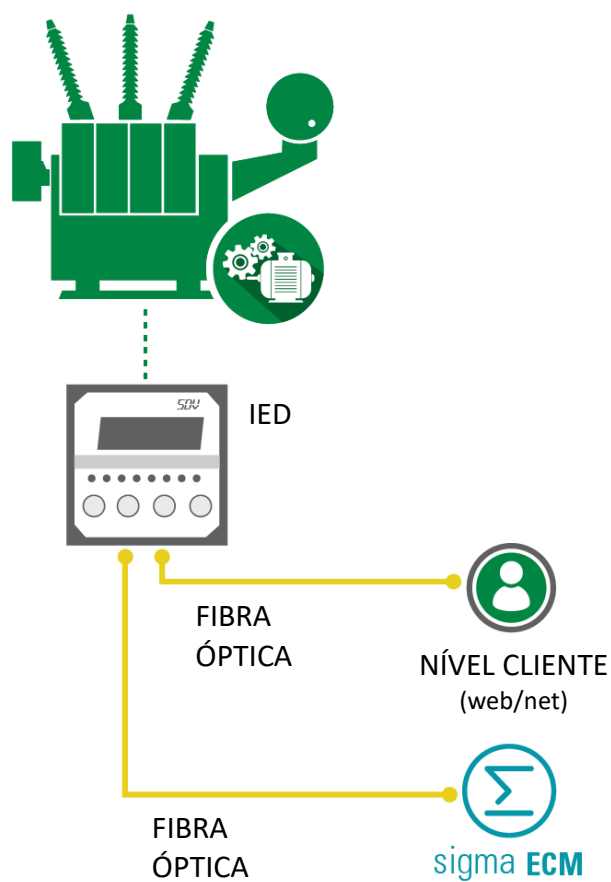 SDV
IED
FIBRA
ÓPTICA
NÍVEL CLIENTE
(web/net)
FIBRA
ÓPTICA
sigma ECM